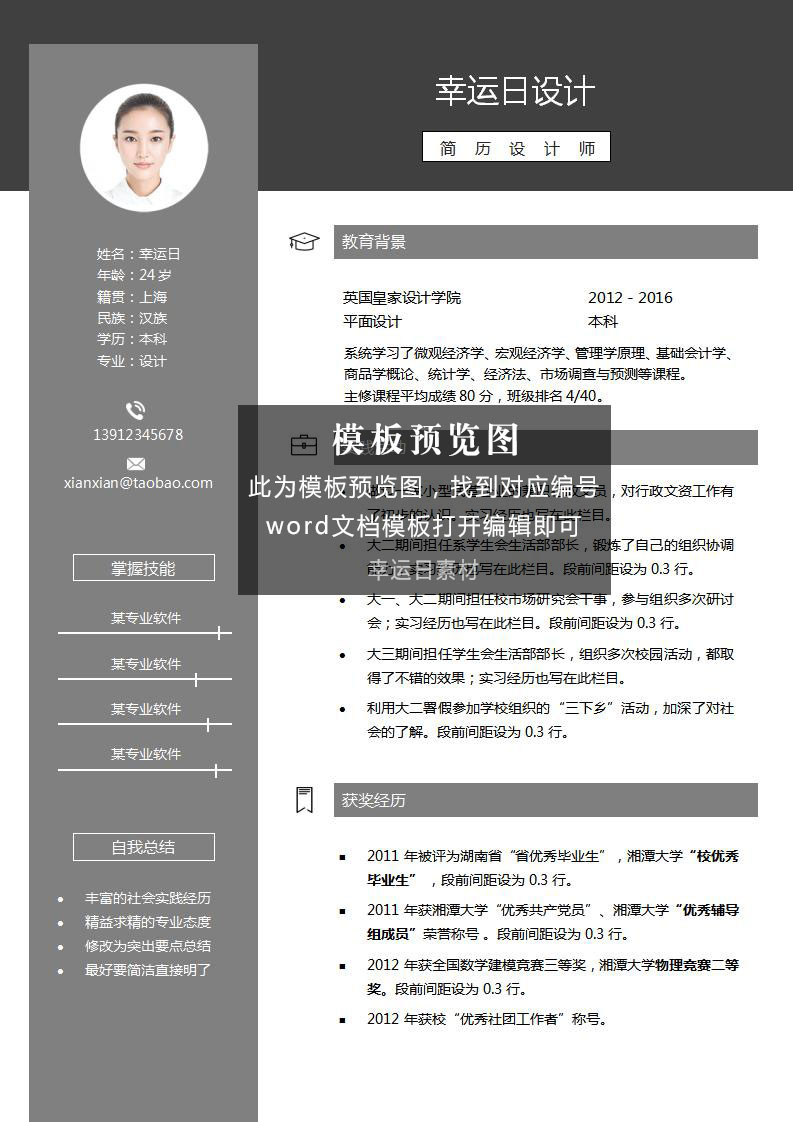 幸运日设计
简历设计师
姓名：幸运日
年龄：24 岁
籍贯：上海
民族：汉族
学历：本科
专业：设计
13912345678
xianxian@taobao.com
掌握技能
某专业软件
某专业软件
某专业软件
某专业软件
自我总结
丰富的社会实践经历
精益求精的专业态度
修改为突出要点总结
最好要简洁直接明了
教育背景
英国皇家设计学院 2012 - 2016
平面设计 本科
系统学习了微观经济学、宏观经济学、管理学原理、基础会计学、
商品学概论、统计学、经济法、市场调查与预测等课程。
主修课程平均成绩 80 分，班级排名 4/40。
模板预览图
此为模板预览图，找到对应编号
word文档模板打开编辑即可
幸运日素材
员，对行政文资工作有
了初步的认识。实习经历也写在此栏目。
大二期间担任系学生会生活部部长，锻炼了自己的组织协调
写在此栏目。段前间距设为 0.3 行。
大一、大二期间担任校市场研究会干事，参与组织多次研讨
会；实习经历也写在此栏目。段前间距设为 0.3 行。
大三期间担任学生会生活部部长，组织多次校园活动，都取
得了不错的效果；实习经历也写在此栏目。
利用大二署假参加学校组织的“三下乡”活动，加深了对社
会的了解。段前间距设为 0.3 行。
获奖经历
2011 年被评为湖南省“省优秀毕业生”，湘潭大学“校优秀
毕业生” ，段前间距设为 0.3 行。
2011 年获湘潭大学“优秀共产党员”、湘潭大学“优秀辅导
组成员”荣誉称号 。段前间距设为 0.3 行。
2012 年获全国数学建模竞赛三等奖，湘潭大学物理竞赛二等
奖。段前间距设为 0.3 行。
2012 年获校“优秀社团工作者”称号。